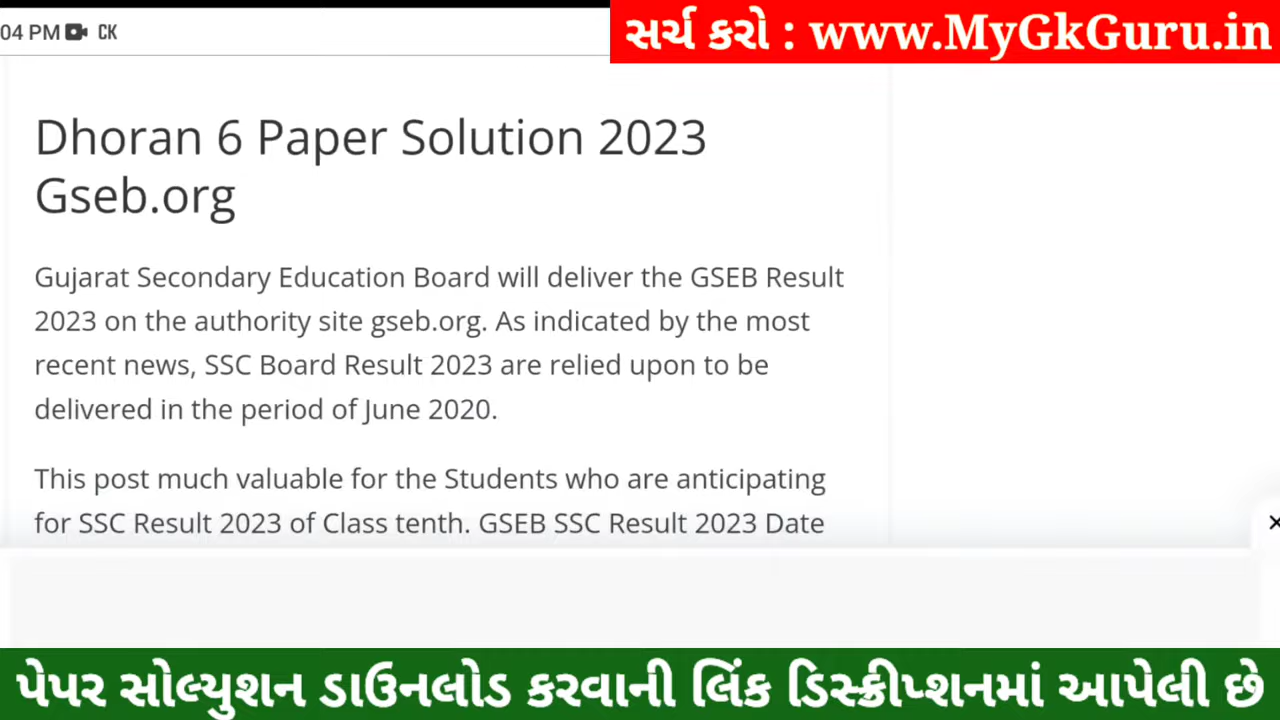 04 PM CK
સર્ચ કરો : www.MyGkGuru.in
Dhoran 6 Paper Solution 2023
Gseb.org
Gujarat Secondary Education Board will deliver the GSEB Result
2023 on the authority site gseb.org. As indicated by the most
recent news, SSC Board Result 2023 are relied upon to be
delivered in the period of June 2020.
This post much valuable for the Students who are anticipating
for SSC Result 2023 of Class tenth. GSEB SSC Result 2023 Date
પેપર સોલ્યુશન ડાઉનલોડ કરવાની લિંક ડિસ્ક્રીપ્શનમાં આપેલી છે